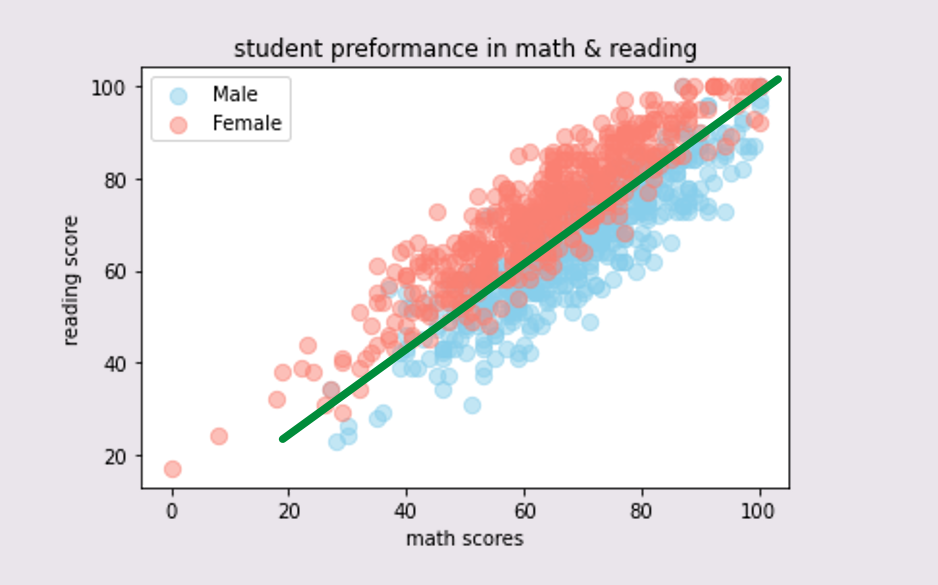 student preformance in math & reading
Male
Female
100
80
60
40
20
reading score
0 20 40 60 80 100
math scores